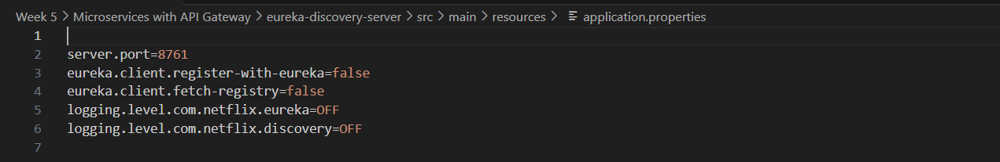 Week 5 > Microservices with API Gateway > eureka-discovery-server > src > main > resources > application.properties
1
2 server.port=8761
3 eureka.client.register-with-eureka=false
4 eureka.client.fetch-registry=false
5 logging.level.com.netflix.eureka=OFF
6 logging.level.com.netflix.discovery=OFF
7